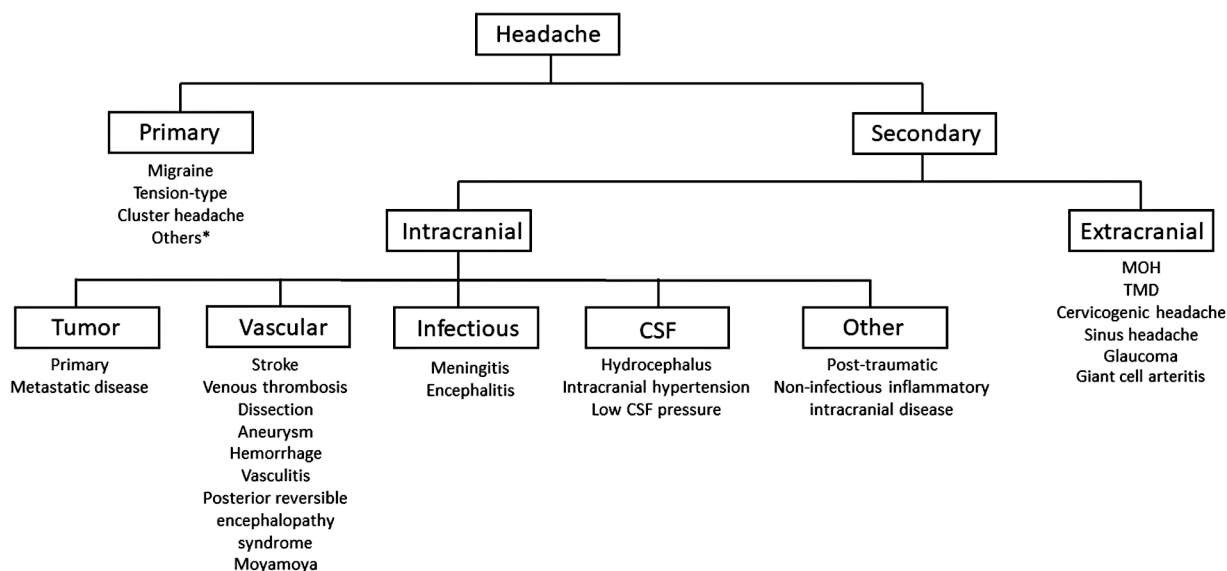 Headache
Primary
Migraine
Tension-type
Cluster headache
Others*
Secondary
Intracranial
Tumor
Primary
Metastatic disease
Vascular
Stroke
Venous thrombosis
Dissection
Aneurysm
Hemorrhage
Vasculitis
Posterior reversible
encephalopathy
syndrome
Moyamoya
Infectious
Meningitis
Encephalitis
CSF
Hydrocephalus
Intracranial hypertension
Low CSF pressure
Other
Post-traumatic
Non-infectious inflammatory
intracranial disease
Extracranial
MOH
TMD
Cervicogenic headache
Sinus headache
Glaucoma
Giant cell arteritis